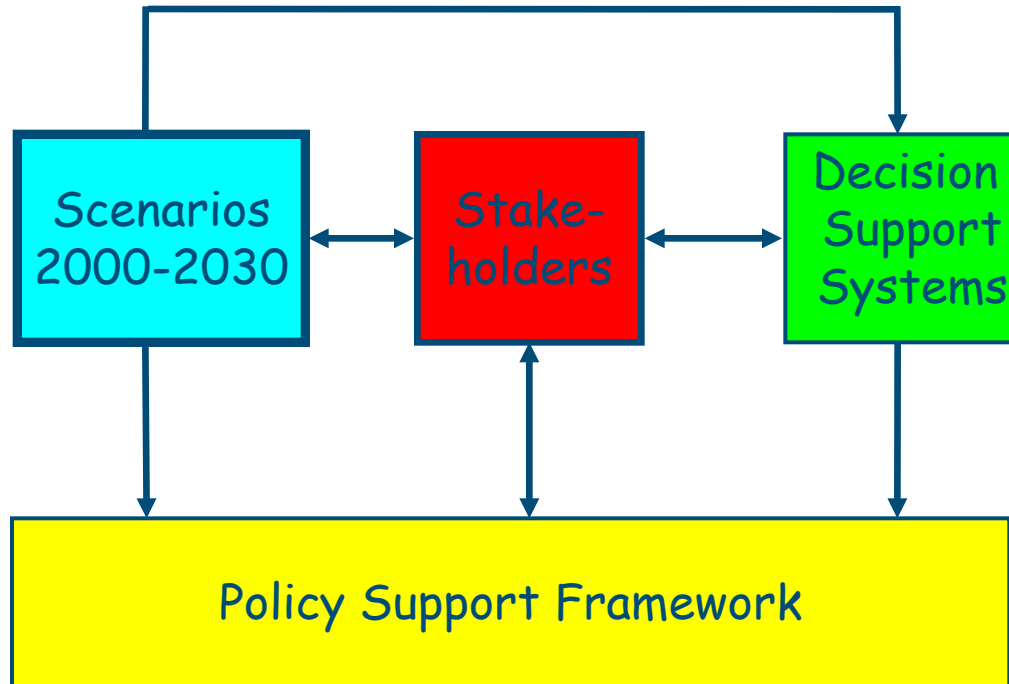 Scenarios
2000-2030
Stake-
holders
Decision
Support
Systems
Policy Support Framework